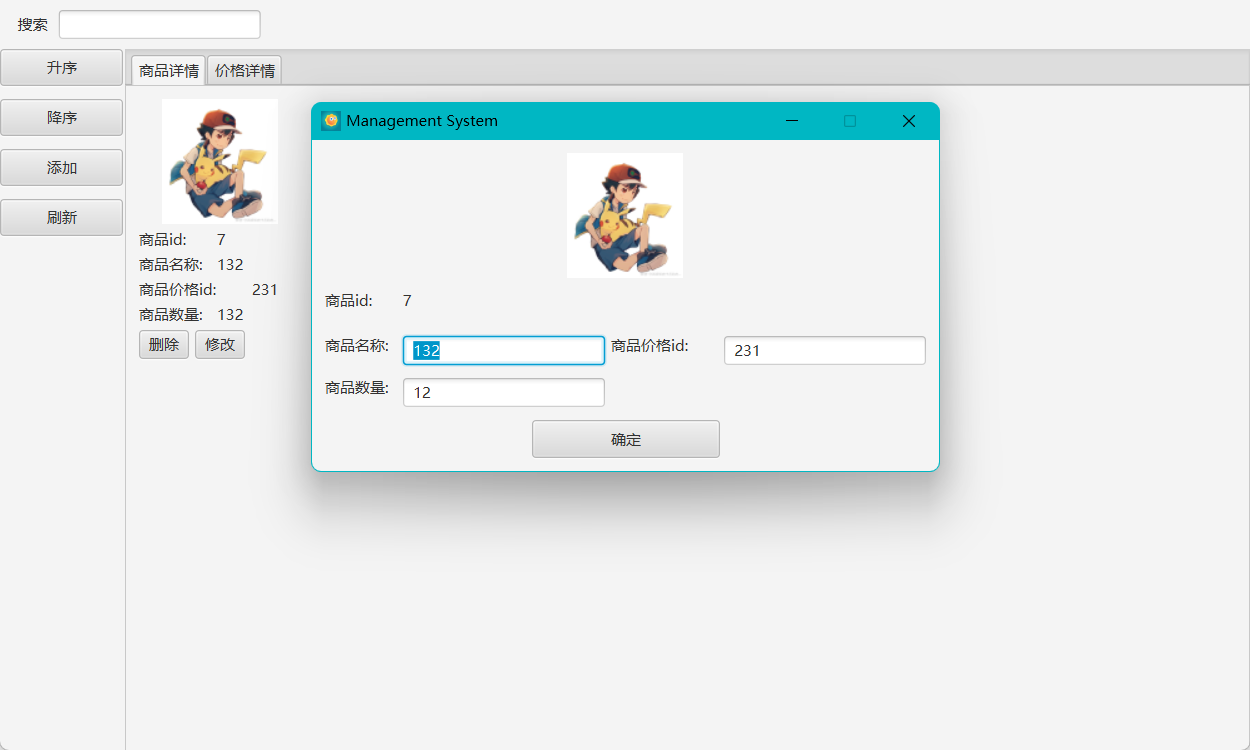 搜索
升序
降序
添加
刷新
商品详情 价格详情
商品id: 7
商品名称: 132
商品价格id: 231
商品数量: 132
删除 修改
Management System
商品id: 7
商品名称: 132 商品价格id: 231
商品数量: 12
确定